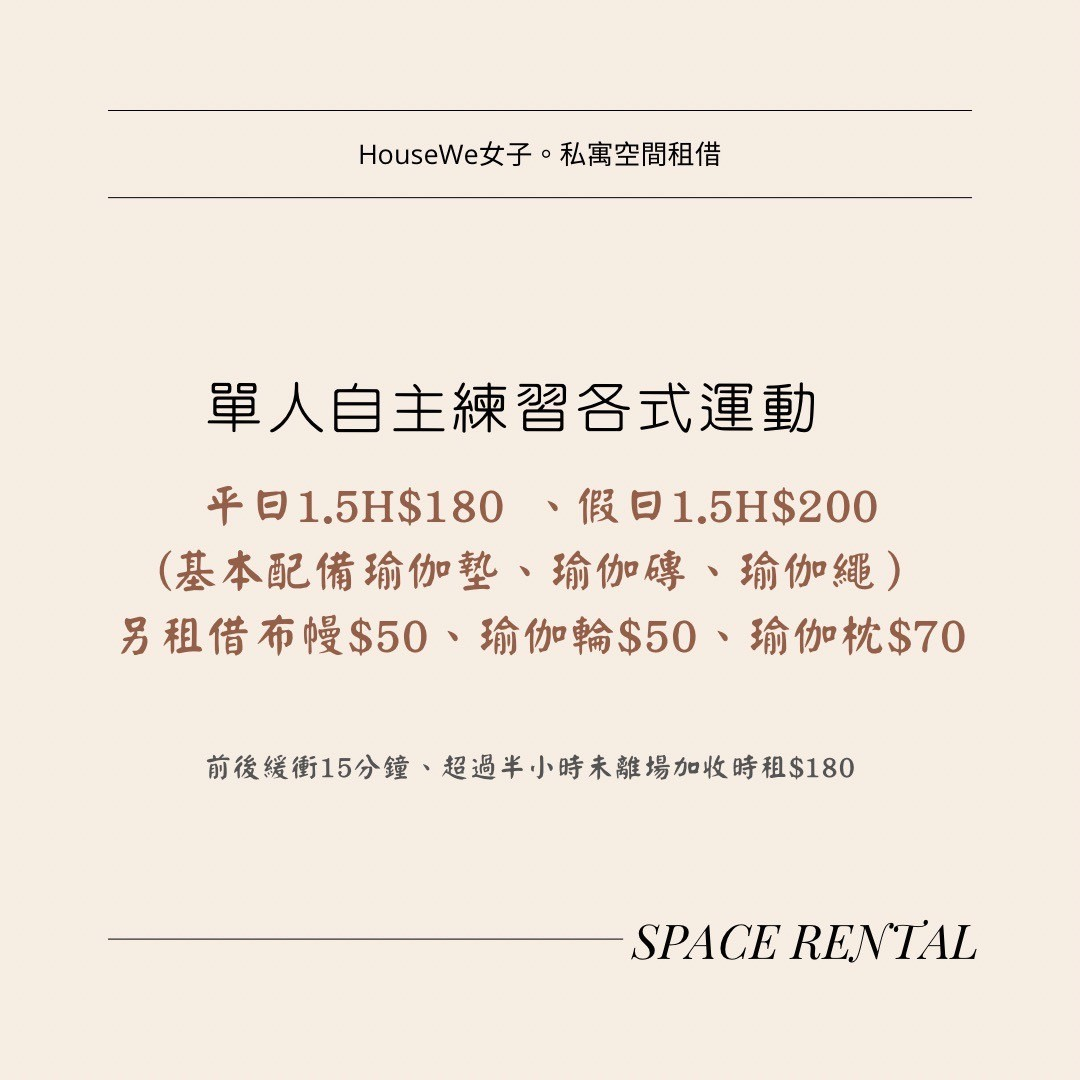 HouseWe女子。私寓空間租借
單人自主練習各式運動
平日1.5H$180 、假日1.5H$200
(基本配備瑜伽墊、瑜伽磚、瑜伽繩)
另租借布幔$50、瑜伽輪$50、瑜伽枕$70
前後緩衝15分鐘、超過半小時未離場加收時租$180
SPACE RENTAL